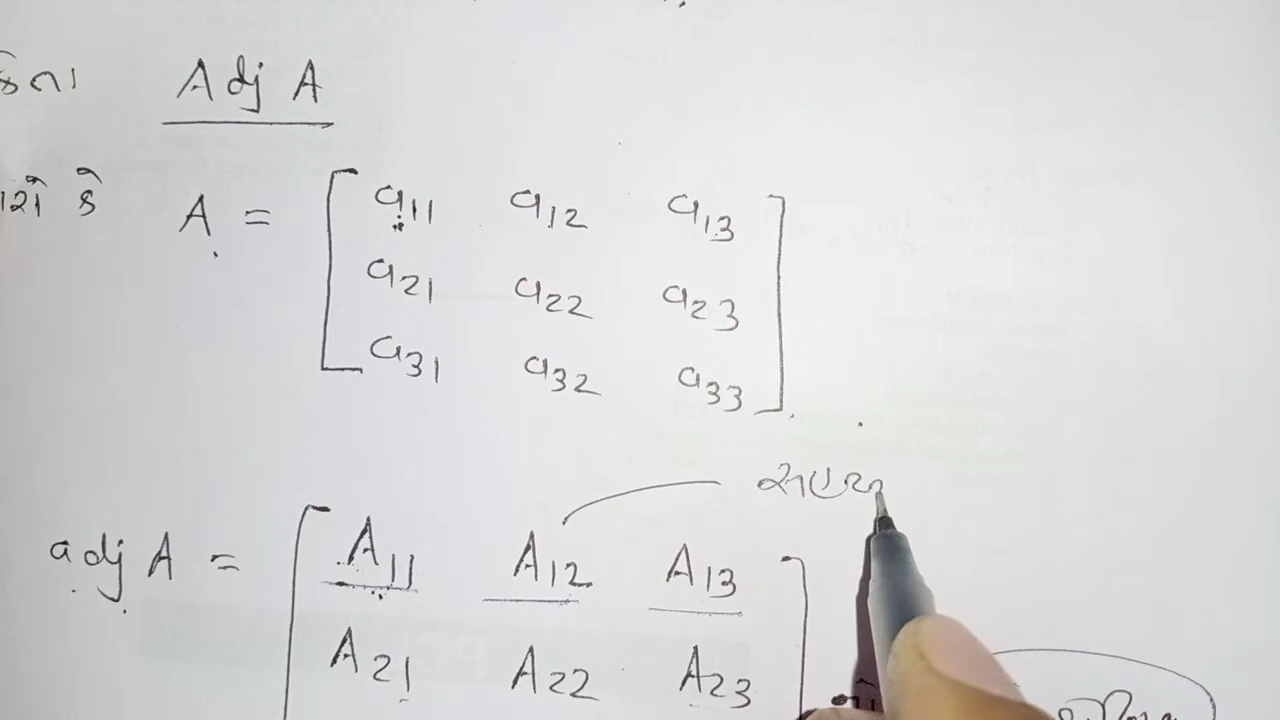 Adj A
A = [ a11 a12 a13
a21 a22 a23
a31 a32 a33 ]
adj A = [ A11 A12 A13
A21 A22 A23